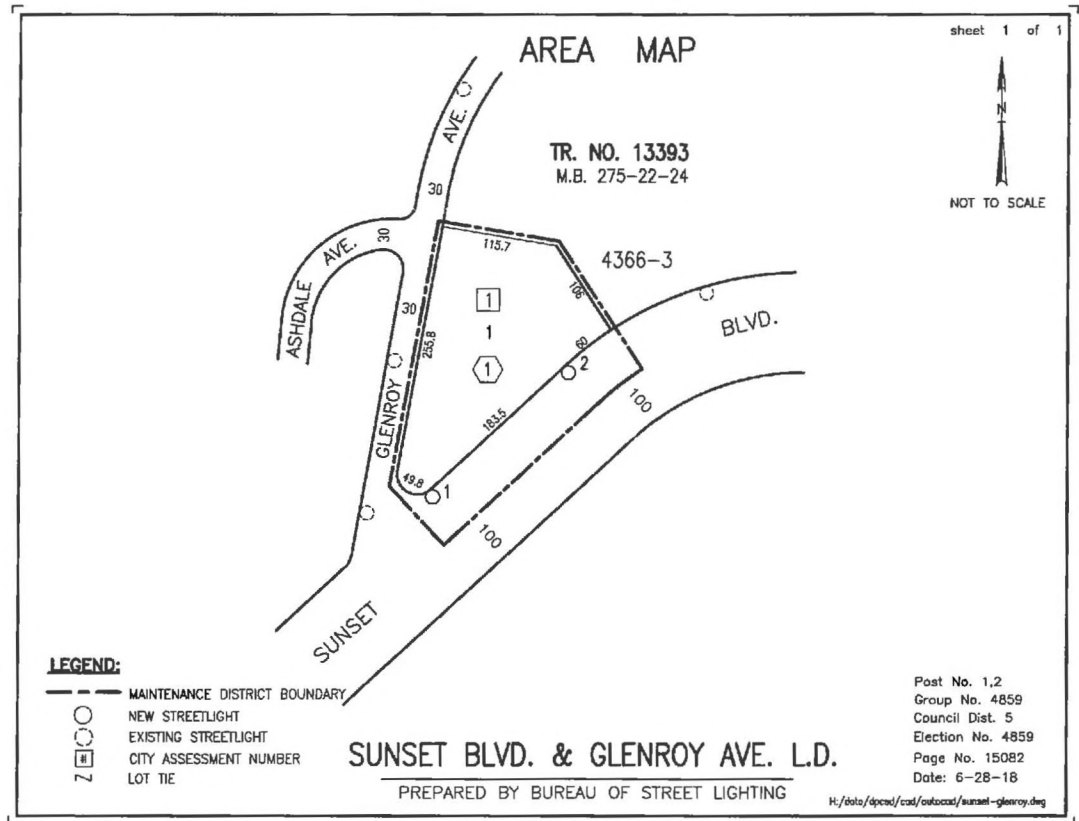 sheet 1 of 1
AREA MAP
N
NOT TO SCALE
TR. NO. 13393
M.B. 275-22-24
AVE.
30
30
AVE.
ASHDALE
115.7
4366-3
106
1
1
1
30
255.8
GLENROY
BLVD.
60
2
100
183.5
49.8
1
100
SUNSET
LEGEND:
MAINTENANCE DISTRICT BOUNDARY
NEW STREETLIGHT
EXISTING STREETLIGHT
# CITY ASSESSMENT NUMBER
Z LOT TIE
SUNSET BLVD. & GLENROY AVE. L.D.
PREPARED BY BUREAU OF STREET LIGHTING
Post No. 1,2
Group No. 4859
Council Dist. 5
Election No. 4859
Page No. 15082
Date: 6-28-18
H:/data/dpcad/cad/autocad/sunset-glenroy.dwg